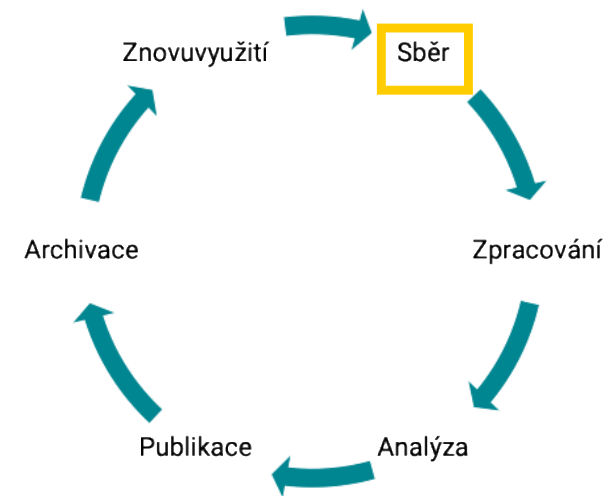 Znovuvyužití
Sběr
Archivace
Zpracování
Publikace
Analýza